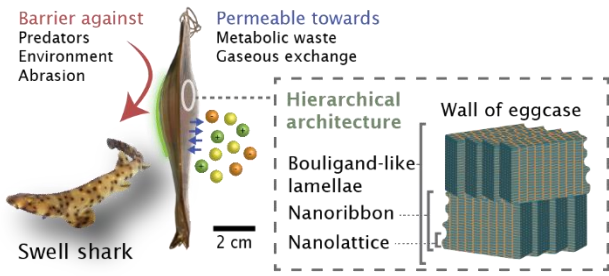 Barrier against
Predators
Environment
Abrasion
Permeable towards
Metabolic waste
Gaseous exchange
Hierarchical
architecture
Wall of eggcase
Bouligand-like
lamellae
Nanoribbon
Nanolattice
2 cm
Swell shark